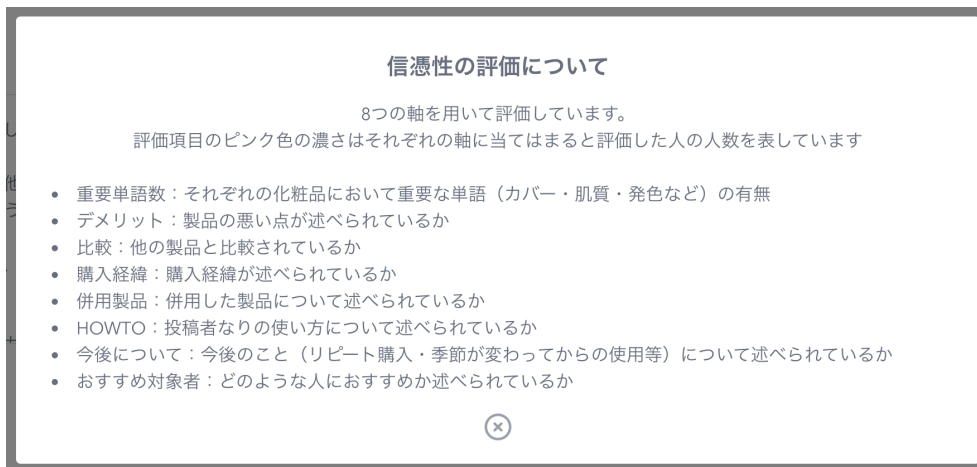 信憑性の評価について
8つの軸を用いて評価しています。
評価項目のピンク色の濃さはそれぞれの軸に当てはまると評価した人の人数を表しています
• 重要単語数：それぞれの化粧品において重要な単語（カバー・肌質・発色など）の有無
• デメリット：製品の悪い点が述べられているか
• 比較：他の製品と比較されているか
• 購入経緯：購入経緯が述べられているか
• 併用製品：併用した製品について述べられているか
• HOWTO：投稿者なりの使い方について述べられているか
• 今後について：今後のこと（リピート購入・季節が変わってからの使用等）について述べられているか
• おすすめ対象者：どのような人におすすめか述べられているか